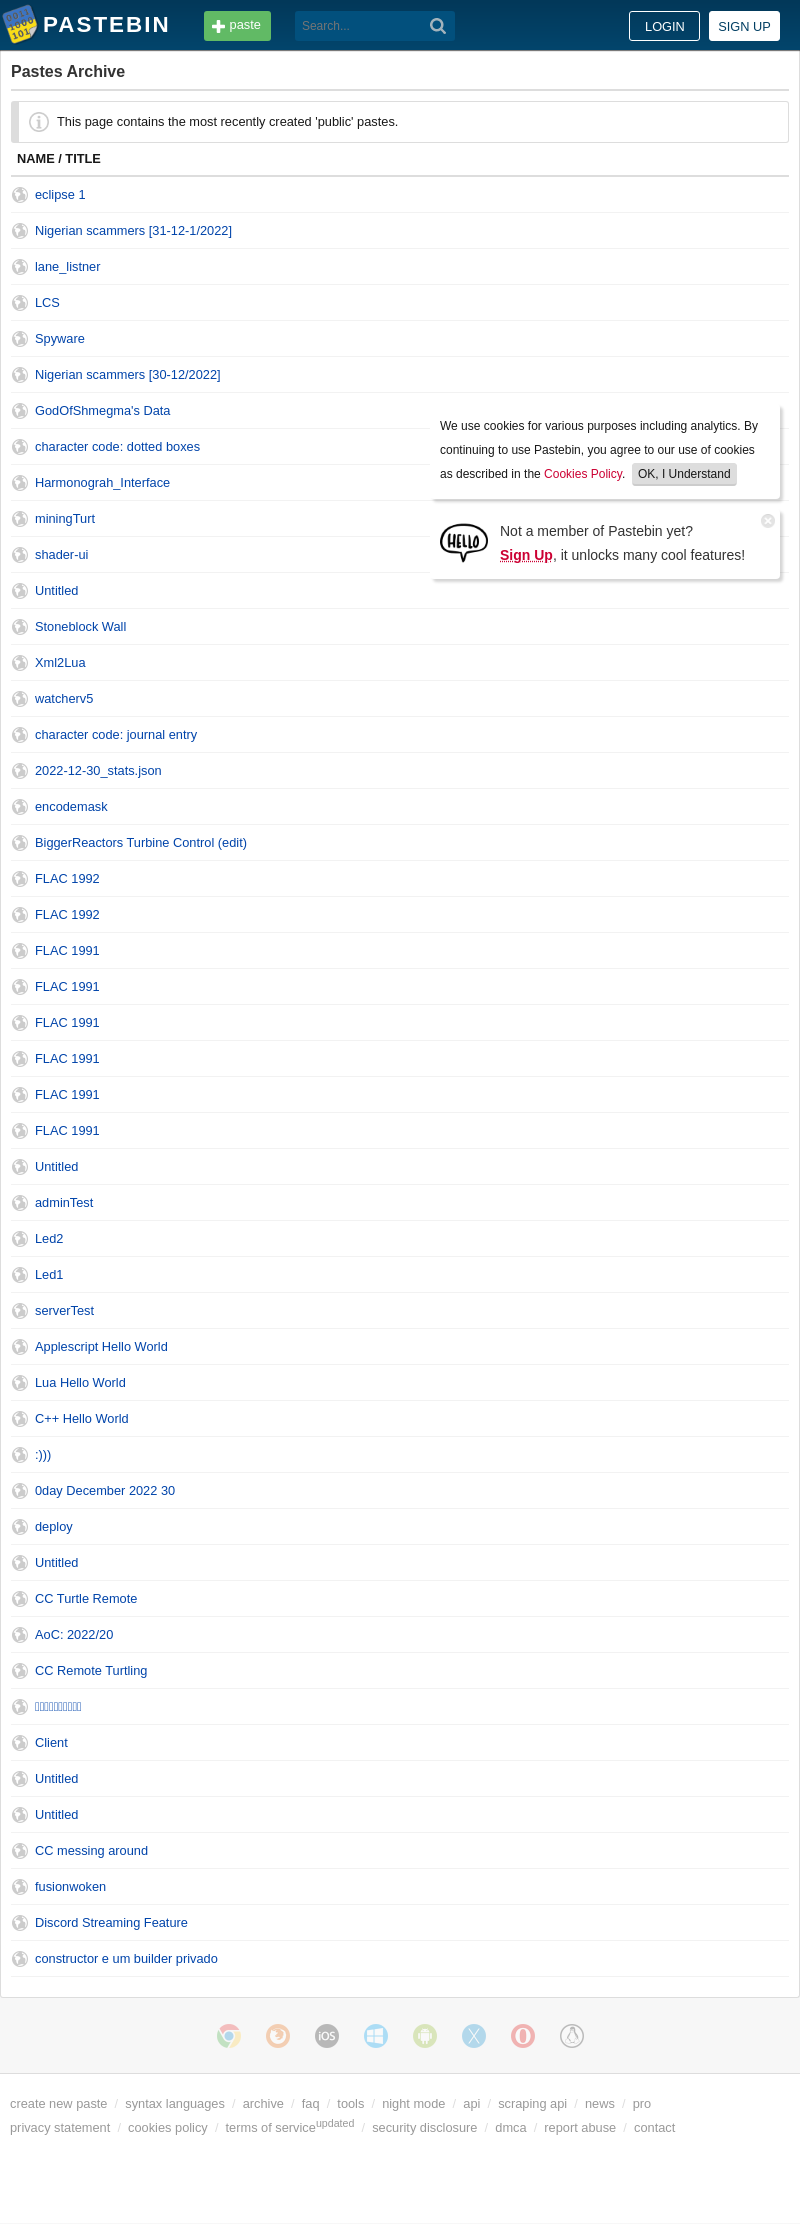 PASTEBIN
paste
Search...
LOGIN
SIGN UP
Pastes Archive
This page contains the most recently created 'public' pastes.
NAME / TITLE
eclipse 1
Nigerian scammers [31-12-1/2022]
lane_listner
LCS
Spyware
Nigerian scammers [30-12/2022]
GodOfShmegma's Data
character code: dotted boxes
Harmonograh_Interface
miningTurt
shader-ui
We use cookies for various purposes including analytics. By
continuing to use Pastebin, you agree to our use of cookies
as described in the Cookies Policy. OK, I Understand
HELLO
Not a member of Pastebin yet?
Sign Up, it unlocks many cool features!
Untitled
Stoneblock Wall
Xml2Lua
watcherv5
character code: journal entry
2022-12-30_stats.json
encodemask
BiggerReactors Turbine Control (edit)
FLAC 1992
FLAC 1992
FLAC 1991
FLAC 1991
FLAC 1991
FLAC 1991
FLAC 1991
FLAC 1991
Untitled
adminTest
Led2
Led1
serverTest
Applescript Hello World
Lua Hello World
C++ Hello World
:)))
0day December 2022 30
deploy
Untitled
CC Turtle Remote
AoC: 2022/20
CC Remote Turtling
Client
Untitled
Untitled
CC messing around
fusionwoken
Discord Streaming Feature
constructor e um builder privado
iOS
create new paste / syntax languages / archive / faq / tools / night mode / api / scraping api / news / pro
privacy statement / cookies policy / terms of service updated / security disclosure / dmca / report abuse / contact